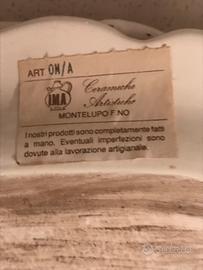 ART ON/A
IMA
Ceramiche
Artistiche
MONTELUPO F.NO
I nostri prodotti sono completamente fatti
a mano. Eventuali imperfezioni sono
dovute alla lavorazione artigianale.
subito